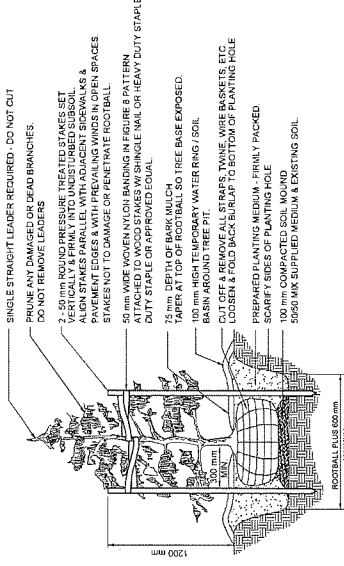 SINGLE STRAIGHT LEADER REQUIRED - DO NOT CUT
PRUNE ANY DAMAGED OR DEAD BRANCHES.
DO NOT REMOVE LEADERS
2 - 50 mm ROUND PRESSURE TREATED STAKES SET
VERTICALLY & FIRMLY INTO UNDISTURBED SUBSOIL.
ALIGN STAKES PARALLEL WITH ADJACENT SIDEWALKS &
PAVEMENT EDGES & WITH PREVAILING WINDS IN OPEN SPACES.
STAKES NOT TO DAMAGE OR PENETRATE ROOTBALL.
50 mm WIDE WOVEN NYLON BANDING IN FIGURE 8 PATTERN
ATTACHED TO WOOD STAKES W/ SHINGLE NAIL OR HEAVY DUTY STAPLE
DUTY STAPLE OR APPROVED EQUAL.
75 mm DEPTH OF BARK MULCH
TAPER AT TOP OF ROOTBALL SO TREE BASE EXPOSED.
100 mm HIGH TEMPORARY WATER RING / SOIL
BASIN AROUND TREE PIT.
CUT OFF & REMOVE ALL STRAPS, TWINE, WIRE BASKETS, ETC.
LOOSEN & FOLD BACK BURLAP TO BOTTOM OF PLANTING HOLE
PREPARED PLANTING MEDIUM - FIRMLY PACKED.
SCARIFY SIDES OF PLANTING HOLE
100 mm COMPACTED SOIL MOUND
50/50 MIX SUPPLIED MEDIUM & EXISTING SOIL.
1200 mm
300 mm
MIN
ROOTBALL PLUS 600 mm